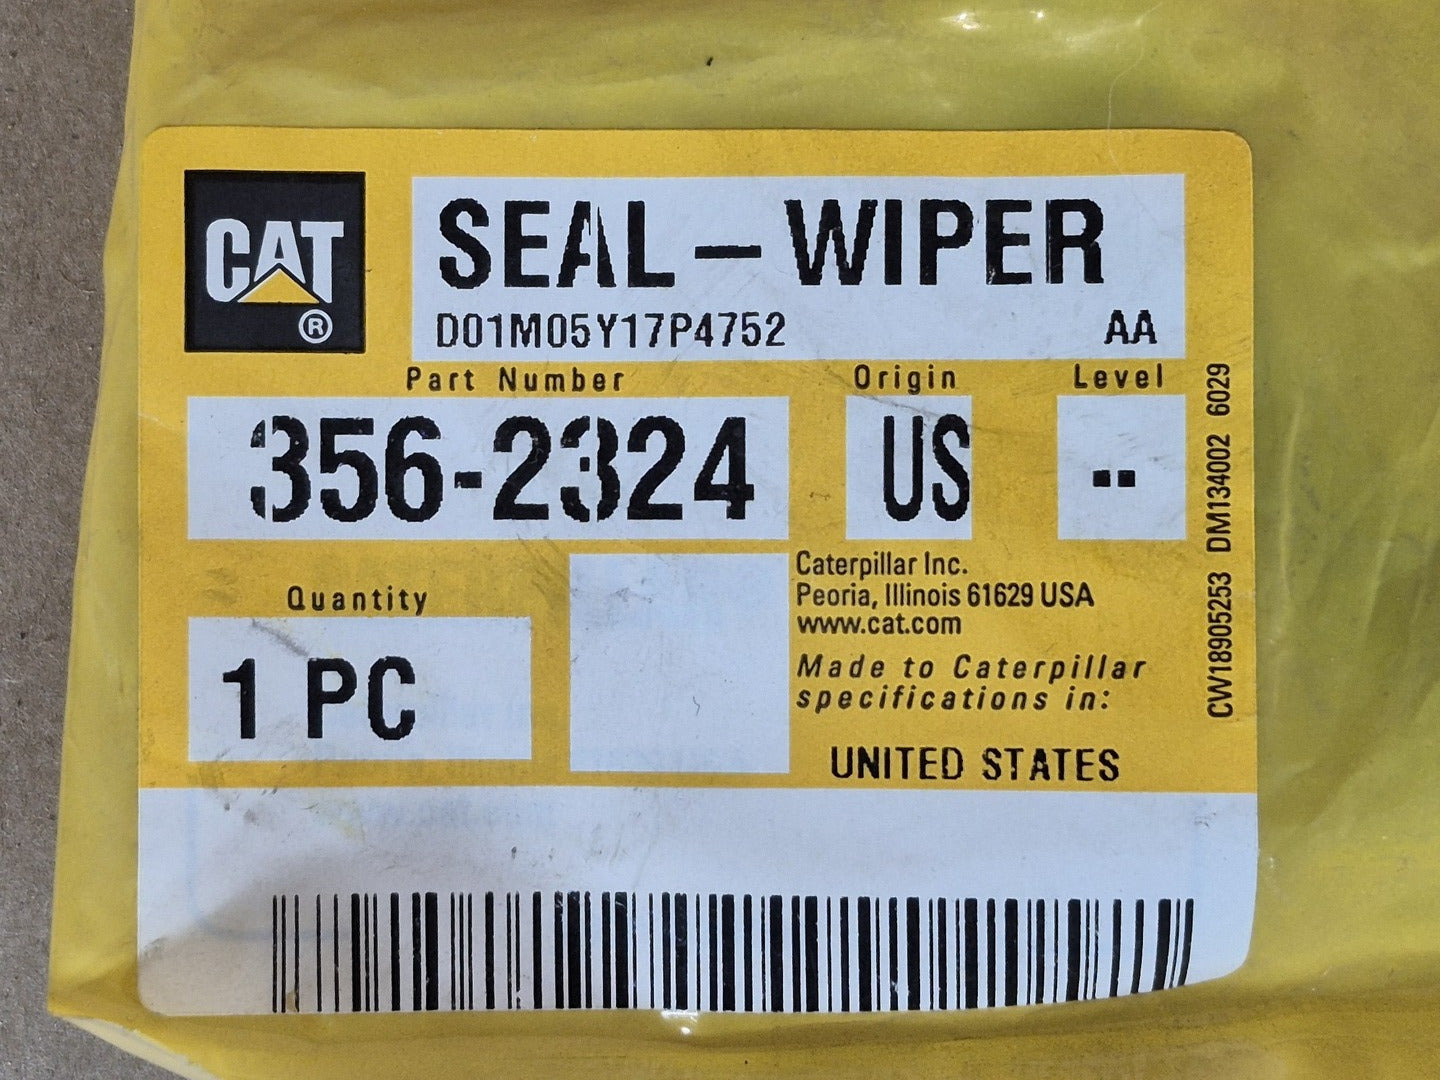 CAT
®
SEAL-WIPER
D01M05Y17P4752 AA
Part Number Origin Level
356-2324 US --
Quantity
1 PC
Caterpillar Inc.
Peoria, Illinois 61629 USA
www.cat.com
Made to Caterpillar
specifications in:
UNITED STATES
CW18905253 DM134002 6029